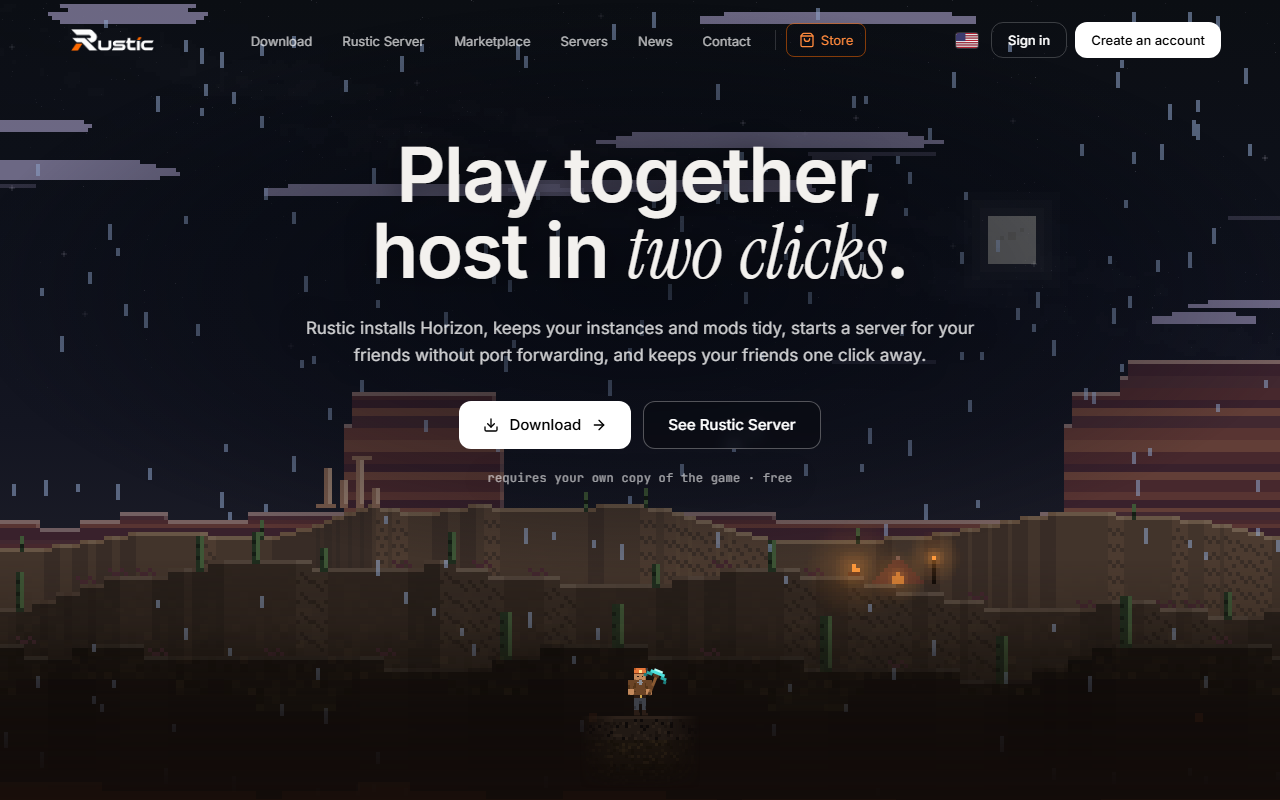 Rustic
Download
Rustic Server
Marketplace
Servers
News
Contact
Store
Sign in
Create an account
Play together,
host in two clicks.
Rustic installs Horizon, keeps your instances and mods tidy, starts a server for your
friends without port forwarding, and keeps your friends one click away.
Download
See Rustic Server
requires your own copy of the game · free